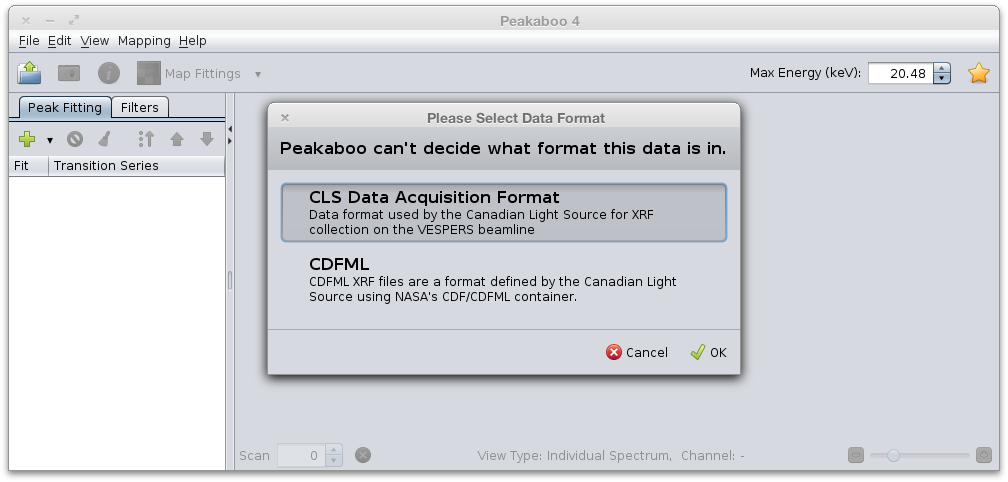 Peakaboo 4
File Edit View Mapping Help
Map Fittings
Max Energy (keV): 20.48
Peak Fitting Filters
Fit Transition Series
Please Select Data Format
Peakaboo can't decide what format this data is in.
CLS Data Acquisition Format
Data format used by the Canadian Light Source for XRF
collection on the VESPERS beamline
CDFML
CDFML XRF files are a format defined by the Canadian Light
Source using NASA's CDF/CDFML container.
Cancel OK
Scan 0 View Type: Individual Spectrum, Channel: -